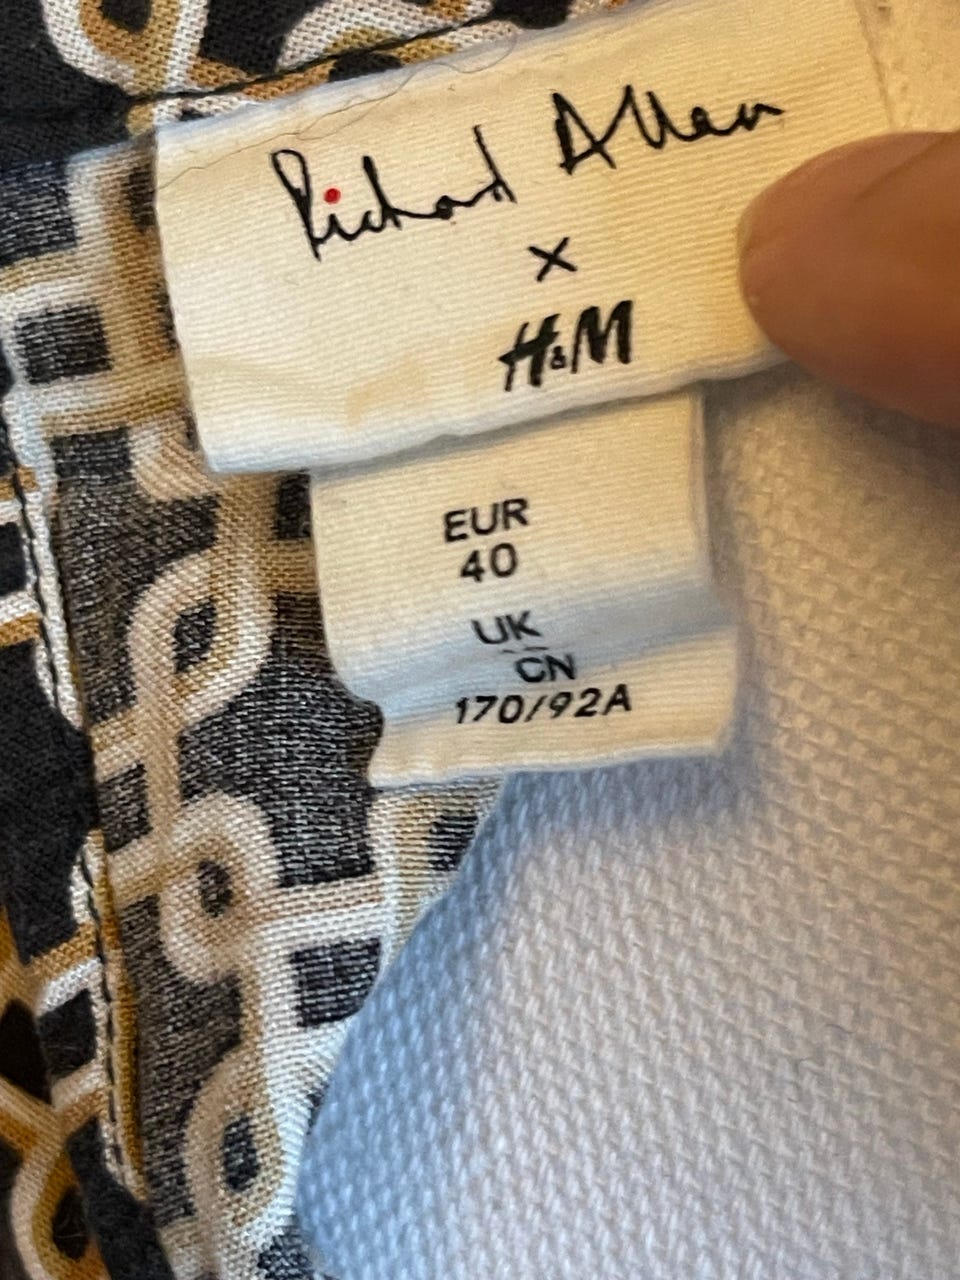 Richard Allan
x
H&M
EUR
40
UK
CN
170/92A